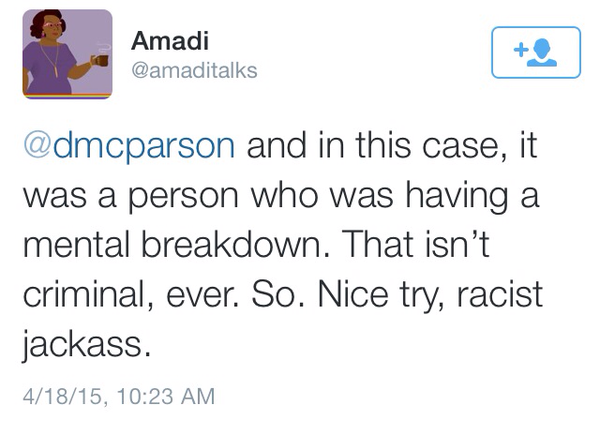 Amadi
@amaditalks
@dmcparson and in this case, it
was a person who was having a
mental breakdown. That isn’t
criminal, ever. So. Nice try, racist
jackass.
4/18/15, 10:23 AM